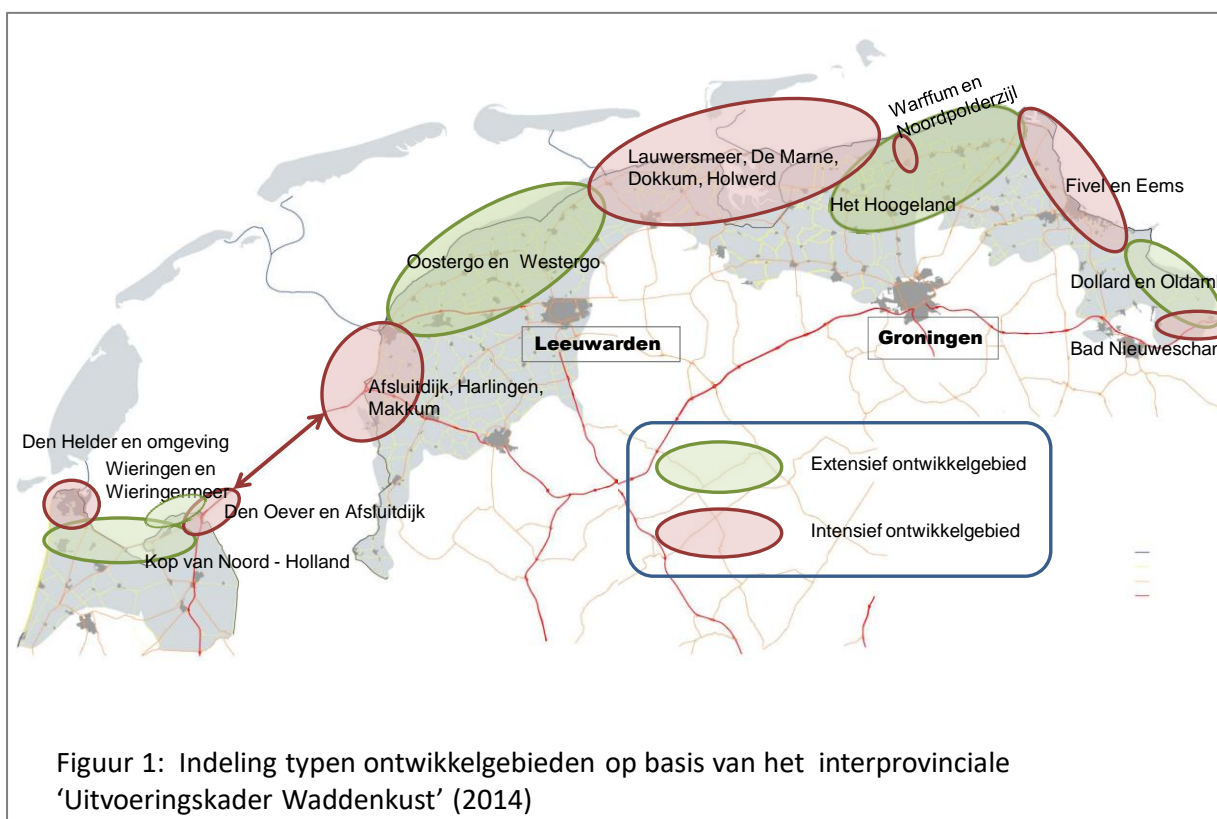 Warffum en
Noordpolderzijl
Lauwersmeer, De Marne,
Dokkum, Holwerd
Fivel en Eems
Het Hoogeland
Oostergo en Westergo
Dollard en Oldam
Leeuwarden
Groningen
Bad Nieuweschan
Afsluitdijk, Harlingen,
Makkum
Den Helder en omgeving
Wieringen en
Wieringermeer
Den Oever en Afsluitdijk
Kop van Noord - Holland
Extensief ontwikkelgebied
Intensief ontwikkelgebied
Figuur 1: Indeling typen ontwikkelgebieden op basis van het interprovinciale
‘Uitvoeringskader Waddenkust’ (2014)